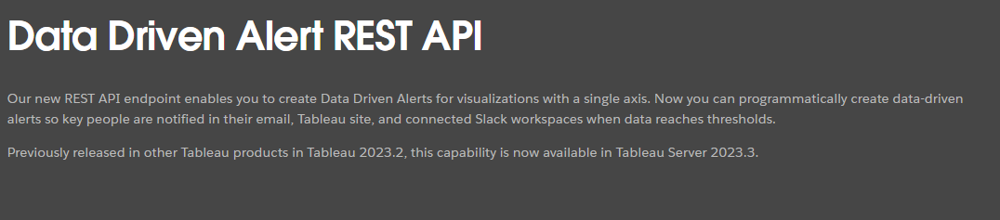 Data Driven Alert REST API
Our new REST API endpoint enables you to create Data Driven Alerts for visualizations with a single axis. Now you can programmatically create data-driven
alerts so key people are notified in their email, Tableau site, and connected Slack workspaces when data reaches thresholds.
Previously released in other Tableau products in Tableau 2023.2, this capability is now available in Tableau Server 2023.3.